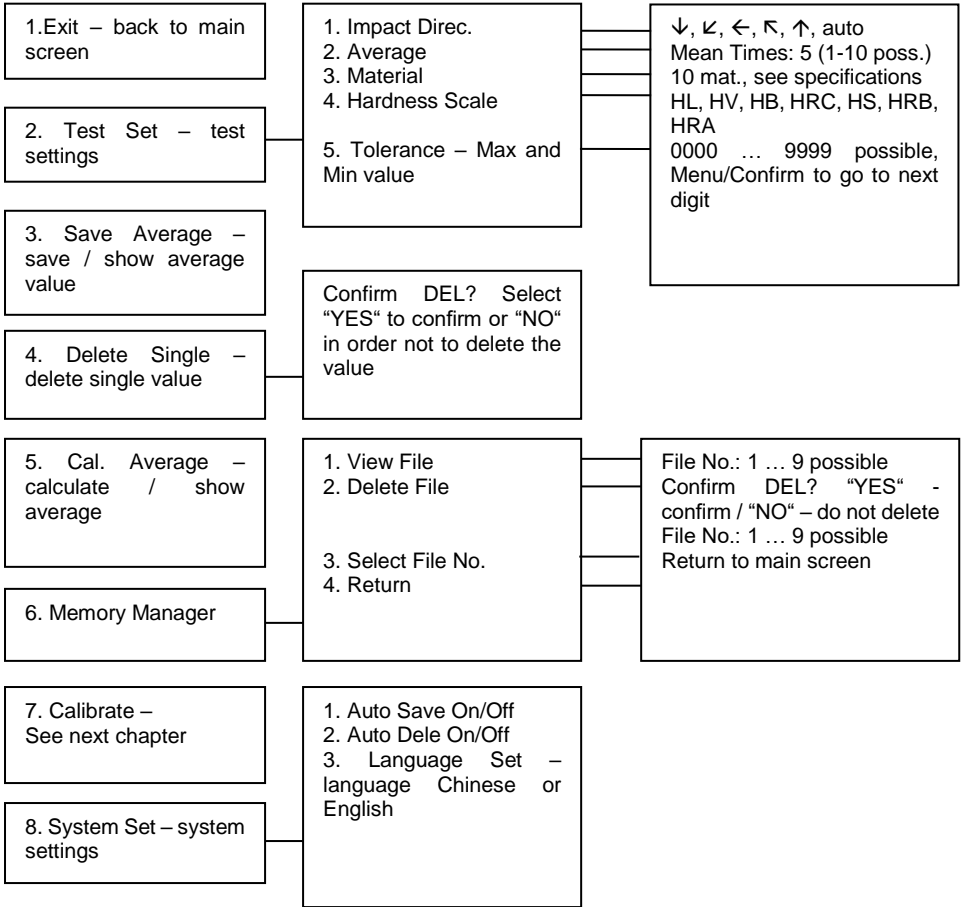 1.Exit – back to main
screen
2. Test Set – test
settings
3. Save Average –
save / show average
value
4. Delete Single –
delete single value
5. Cal. Average –
calculate / show
average
6. Memory Manager
7. Calibrate –
See next chapter
8. System Set – system
settings
1. Impact Direc.
2. Average
3. Material
4. Hardness Scale
5. Tolerance – Max and
Min value
Confirm DEL? Select
“YES“ to confirm or “NO“
in order not to delete the
value
1. View File
2. Delete File
3. Select File No.
4. Return
1. Auto Save On/Off
2. Auto Dele On/Off
3. Language Set –
language Chinese or
English
↓, ↙, ←, ↖, ↑, auto
Mean Times: 5 (1-10 poss.)
10 mat., see specifications
HL, HV, HB, HRC, HS, HRB,
HRA
0000 … 9999 possible,
Menu/Confirm to go to next
digit
File No.: 1 … 9 possible
Confirm DEL? “YES“ -
confirm / “NO“ – do not delete
File No.: 1 … 9 possible
Return to main screen